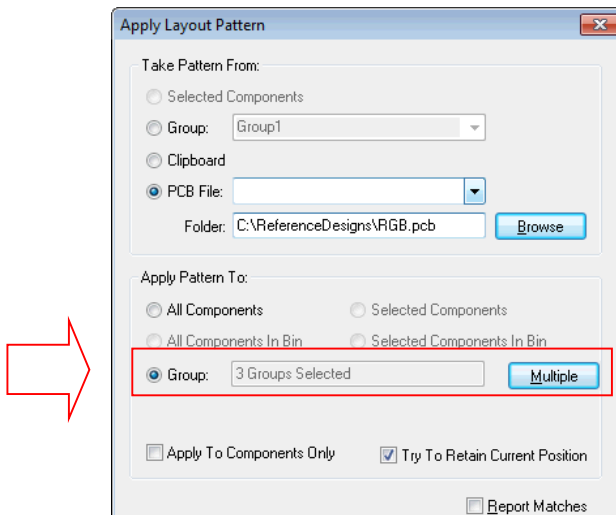 Apply Layout Pattern
Take Pattern From:
Selected Components
Group: Group1
Clipboard
PCB File:
Folder: C:\ReferenceDesigns\RGB.pcb Browse
Apply Pattern To:
All Components Selected Components
All Components In Bin Selected Components In Bin
Group: 3 Groups Selected Multiple
Apply To Components Only Try To Retain Current Position
Report Matches